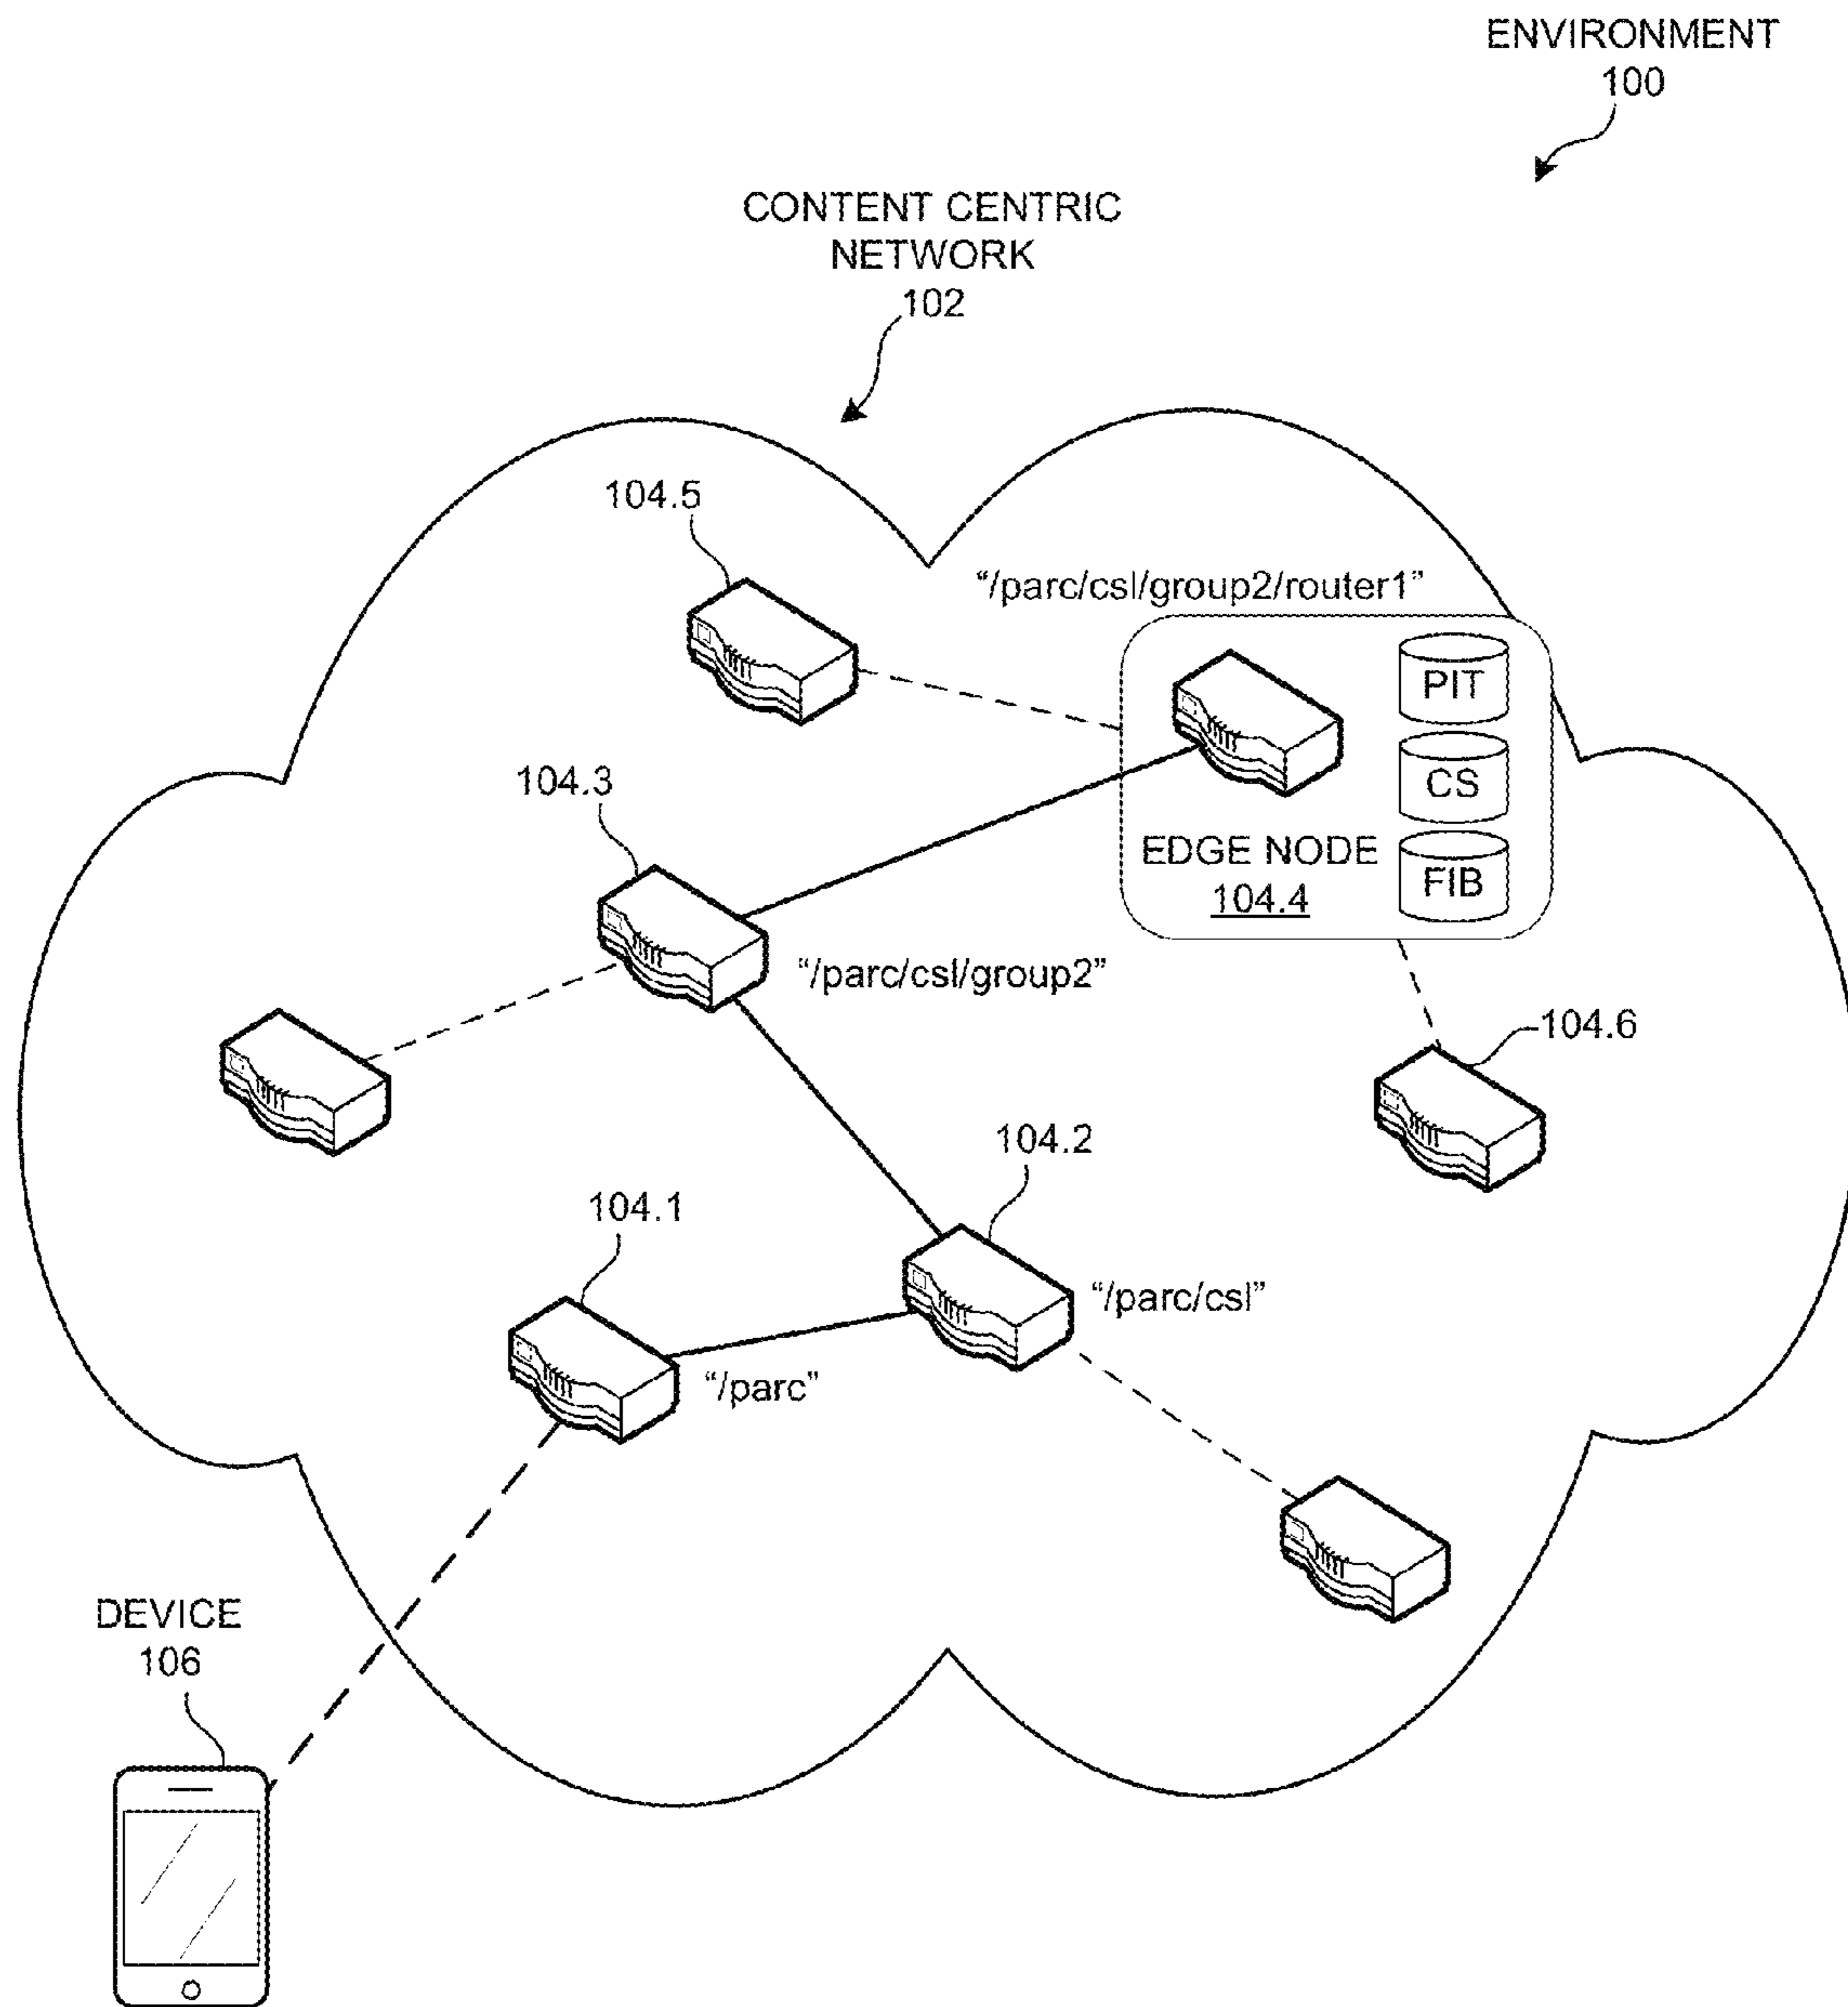 ENVIRONMENT
100
CONTENT CENTRIC
NETWORK
102
104.5
“/parc/csl/group2/router1”
PIT
CS
FIB
EDGE NODE
104.4
104.3
“/parc/csl/group2”
104.6
104.2
“/parc/csl”
104.1
“/parc”
DEVICE
106